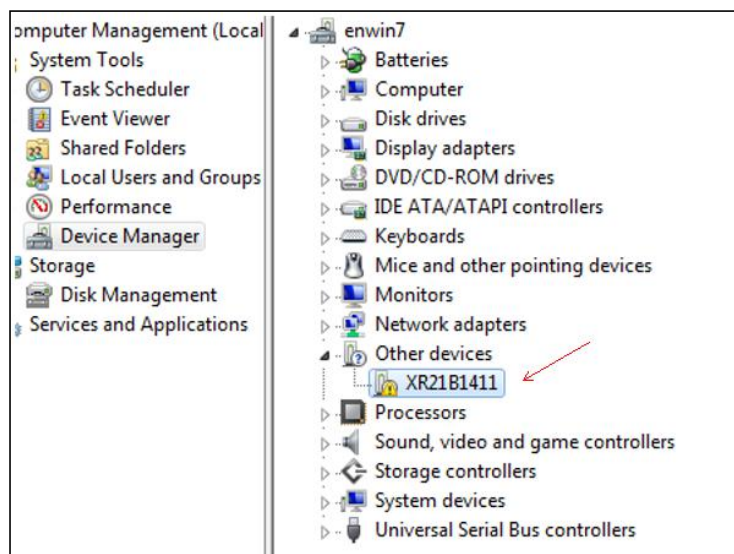 omputer Management (Local
System Tools
Task Scheduler
Event Viewer
Shared Folders
Local Users and Groups
Performance
Device Manager
Storage
Disk Management
Services and Applications
enwin7
Batteries
Computer
Disk drives
Display adapters
DVD/CD-ROM drives
IDE ATA/ATAPI controllers
Keyboards
Mice and other pointing devices
Monitors
Network adapters
Other devices
XR21B1411
Processors
Sound, video and game controllers
Storage controllers
System devices
Universal Serial Bus controllers